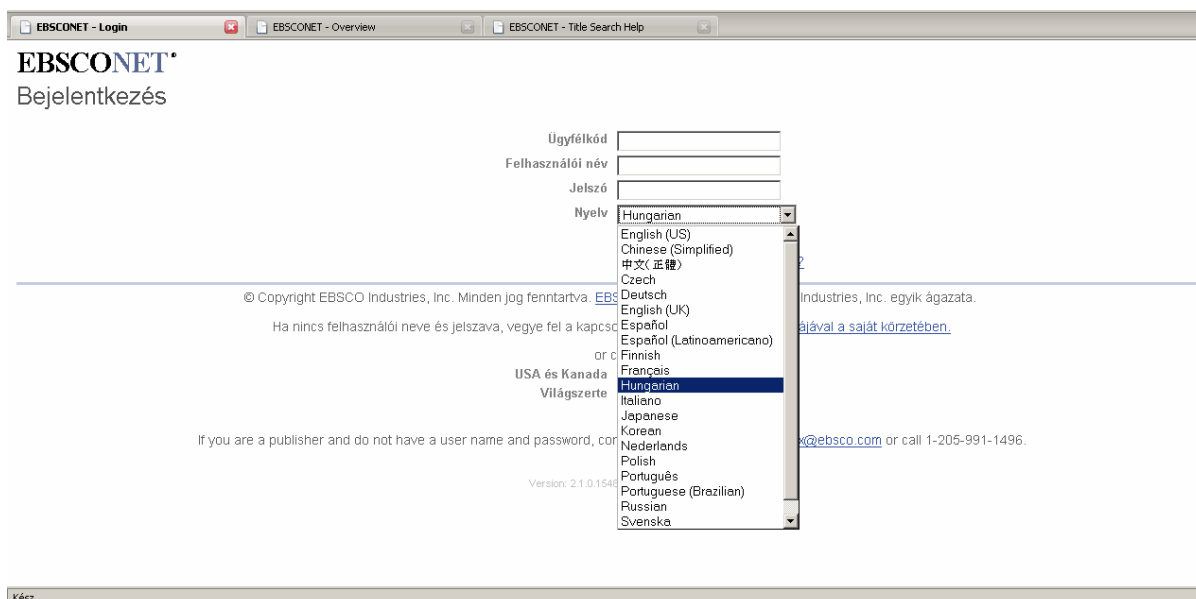 EBSCONET - Login EBSCONET - Overview EBSCONET - Title Search Help
EBSCONET
Bejelentkezés
Ügyfélkód
Felhasználói név
Jelszó
Nyelv Hungarian
English (US)
Chinese (Simplified)
中文(正體)
Czech
Deutsch
English (UK)
Español
Español (Latinoamericano)
Finnish
Français
Hungarian
Italiano
Japanese
Korean
Nederlands
Polish
Português
Portuguese (Brazilian)
Russian
Svenska
© Copyright EBSCO Industries, Inc. Minden jog fenntartva. Industries, Inc. egyik ágazata.
Ha nincs felhasználói neve és jelszava, vegye fel a a saját körzetében.
or
USA és Kanada
Világszerte
If you are a publisher and do not have a user name and password, @ebsco.com or call 1-205-991-1496.
Version: 2.1.0.1548
Kész